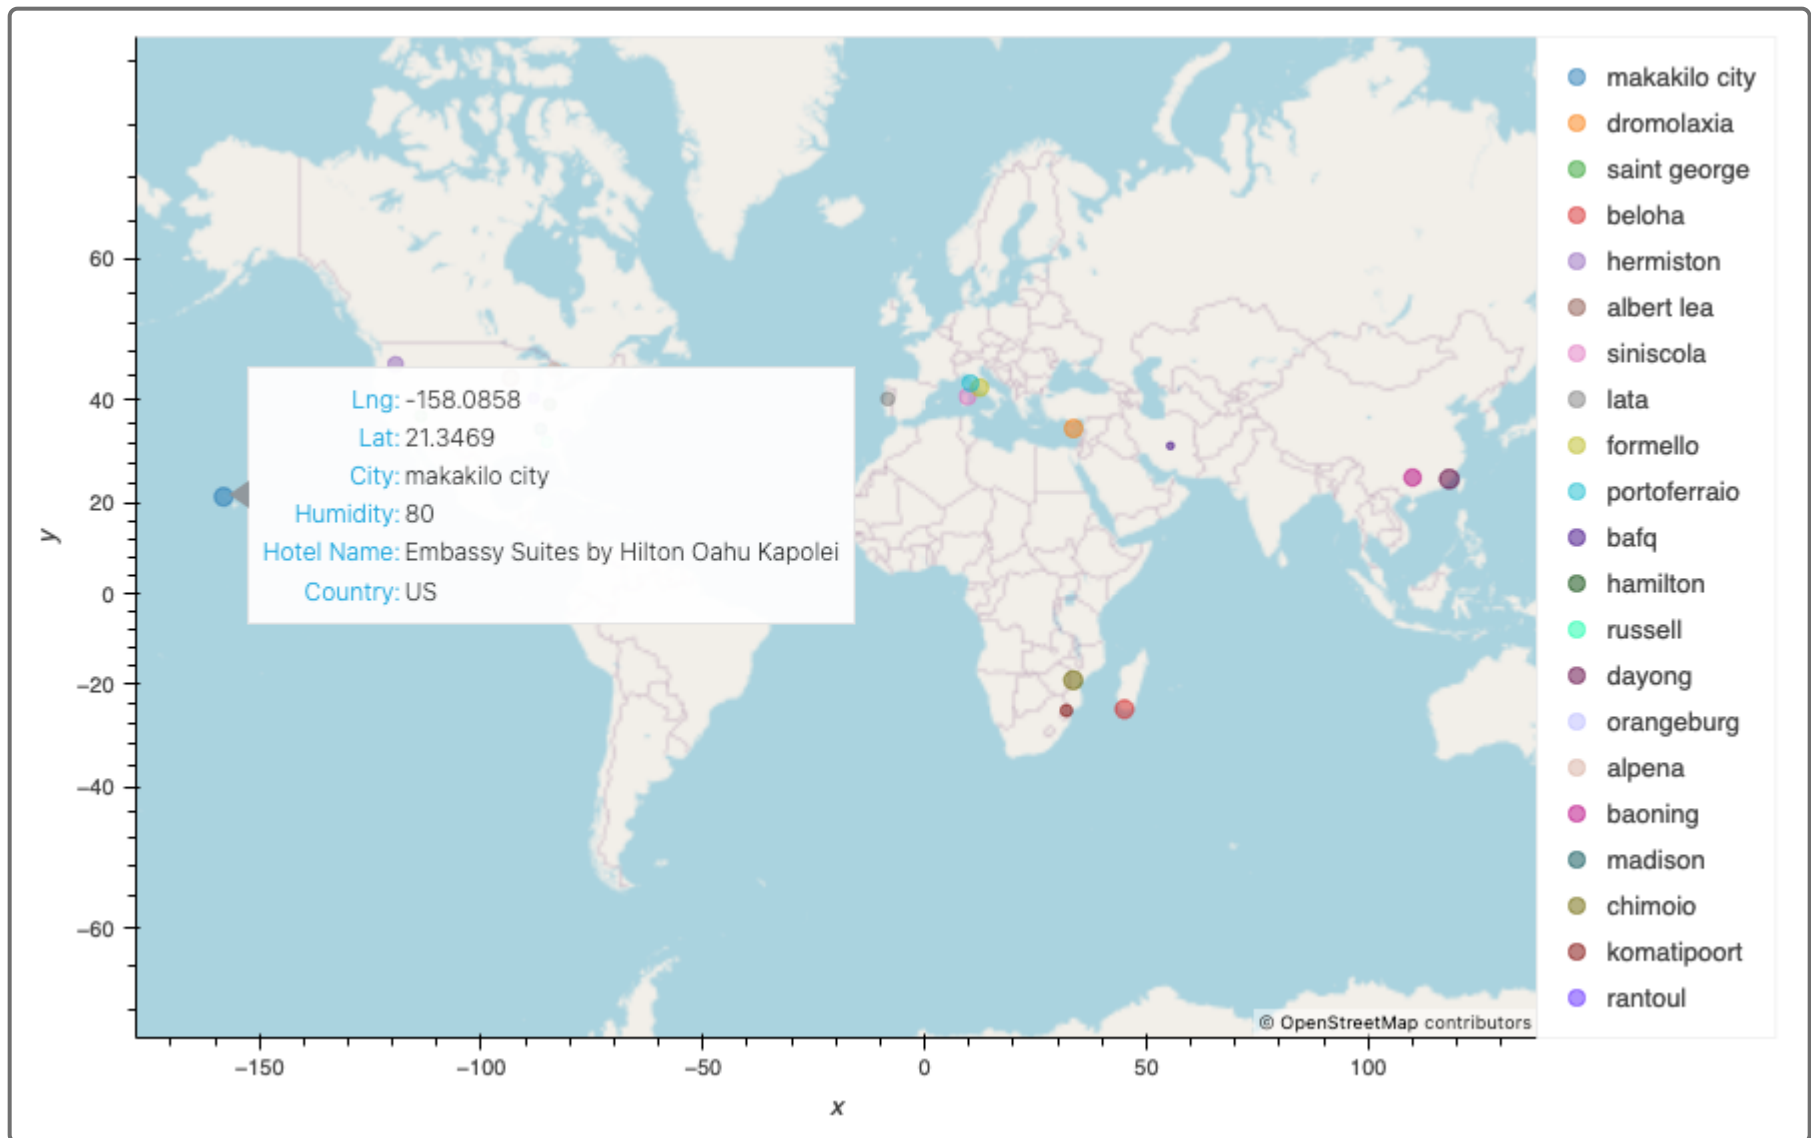 makakilo city
dromolaxia
saint george
beloha
hermiston
albert lea
siniscola
lata
formello
portoferraio
bafq
hamilton
russell
dayong
orangeburg
alpena
baoning
madison
chimoio
komatipoort
rantoul
60
40
20
0
−20
−40
−60
y
Lng: -158.0858
Lat: 21.3469
City: makakilo city
Humidity: 80
Hotel Name: Embassy Suites by Hilton Oahu Kapolei
Country: US
© OpenStreetMap contributors
−150
−100
−50
0
50
100
x